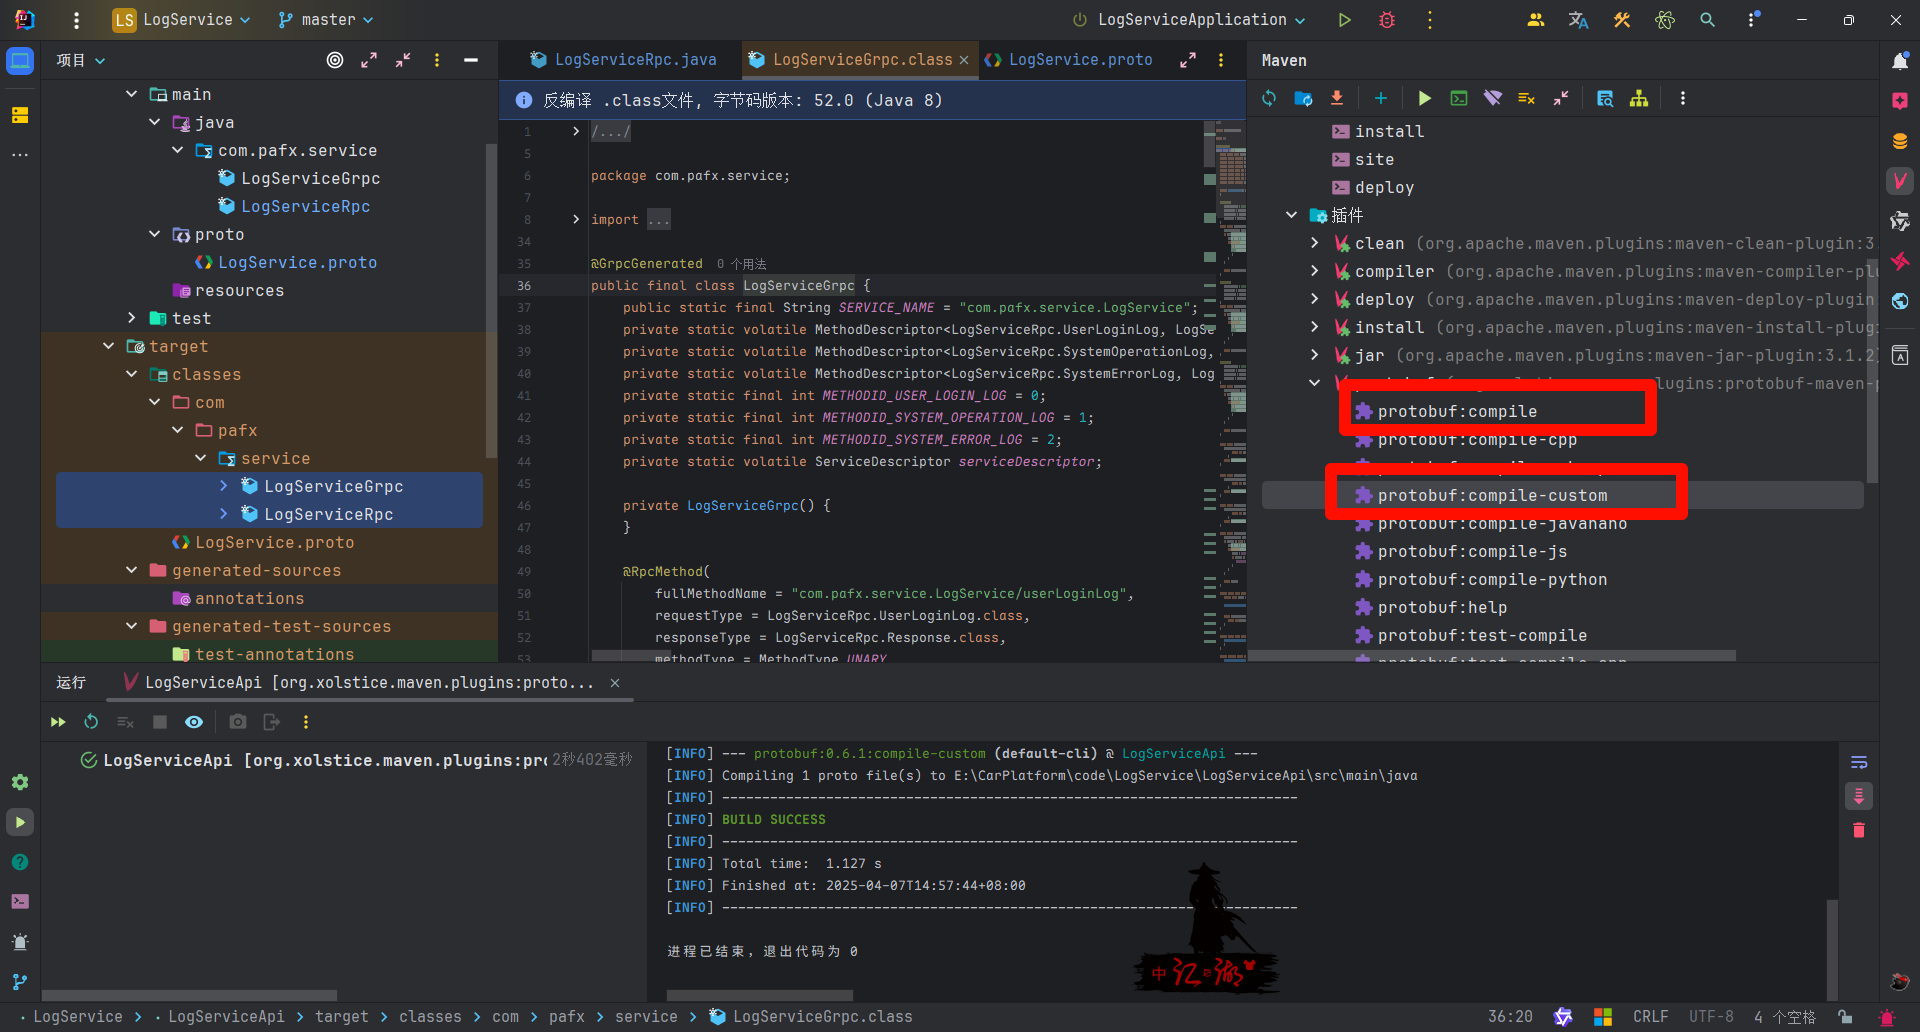 LS LogService master LogServiceApplication
项目
LogServiceRpc.java LogServiceGrpc.class LogService.proto
Maven
反编译 .class文件, 字节码版本: 52.0 (Java 8)
main
java
com.pafx.service
LogServiceGrpc
LogServiceRpc
proto
LogService.proto
resources
test
target
classes
com
pafx
service
LogServiceGrpc
LogServiceRpc
LogService.proto
generated-sources
annotations
generated-test-sources
test-annotations
1 /.../
5
6 package com.pafx.service;
7
8 import ...
34
35 @GrpcGenerated 0 个用法
36 public final class LogServiceGrpc {
37 public static final String SERVICE_NAME = "com.pafx.service.LogService";
38 private static volatile MethodDescriptor<LogServiceRpc.UserLoginLog, LogSe
39 private static volatile MethodDescriptor<LogServiceRpc.SystemOperationLog,
40 private static volatile MethodDescriptor<LogServiceRpc.SystemErrorLog, Log
41 private static final int METHODID_USER_LOGIN_LOG = 0;
42 private static final int METHODID_SYSTEM_OPERATION_LOG = 1;
43 private static final int METHODID_SYSTEM_ERROR_LOG = 2;
44 private static volatile ServiceDescriptor serviceDescriptor;
45
46 private LogServiceGrpc() {
47 }
48
49 @RpcMethod(
50 fullMethodName = "com.pafx.service.LogService/userLoginLog",
51 requestType = LogServiceRpc.UserLoginLog.class,
52 responseType = LogServiceRpc.Response.class,
53 methodType = MethodType.UNARY
install
site
deploy
插件
clean (org.apache.maven.plugins:maven-clean-plugin:3.
compiler (org.apache.maven.plugins:maven-compiler-plu
deploy (org.apache.maven.plugins:maven-deploy-plugin
install (org.apache.maven.plugins:maven-install-plug
jar (org.apache.maven.plugins:maven-jar-plugin:3.1.2)
lugins:protobuf-maven-p
protobuf:compile
protobuf:compile-cpp
protobuf:compile-custom
protobuf:compile-javanano
protobuf:compile-js
protobuf:compile-python
protobuf:help
protobuf:test-compile
protobuf:test-compile-cpp
运行 LogServiceApi [org.xolstice.maven.plugins:proto...
LogServiceApi [org.xolstice.maven.plugins:pro 2秒402毫秒
[INFO] --- protobuf:0.6.1:compile-custom (default-cli) @ LogServiceApi ---
[INFO] Compiling 1 proto file(s) to E:\CarPlatform\code\LogService\LogServiceApi\src\main\java
[INFO] ------------------------------------------------------------------------
[INFO] BUILD SUCCESS
[INFO] ------------------------------------------------------------------------
[INFO] Total time:  1.127 s
[INFO] Finished at: 2025-04-07T14:57:44+08:00
[INFO] ------------------------------------------------------------------------
进程已结束，退出代码为 0
LogService > LogServiceApi > target > classes > com > pafx > service > LogServiceGrpc.class
36:20 CRLF UTF-8 4 个空格